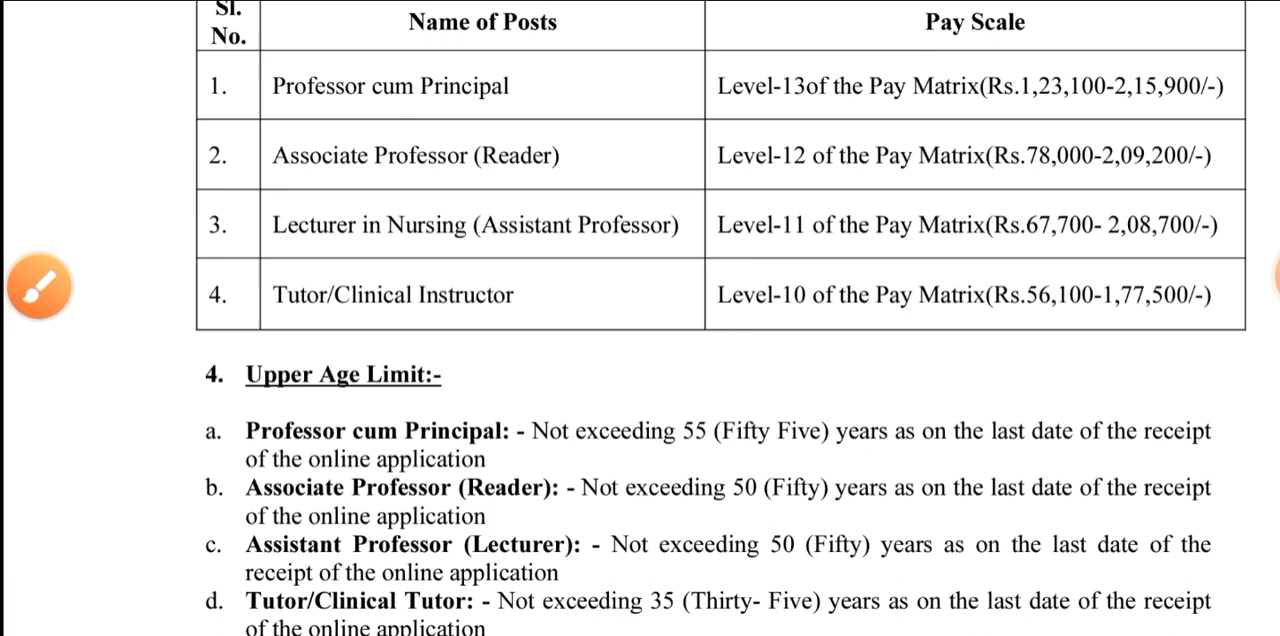 Sl.
No.
Name of Posts
Pay Scale
1.
Professor cum Principal
Level-13of the Pay Matrix(Rs.1,23,100-2,15,900/-)
2.
Associate Professor (Reader)
Level-12 of the Pay Matrix(Rs.78,000-2,09,200/-)
3.
Lecturer in Nursing (Assistant Professor)
Level-11 of the Pay Matrix(Rs.67,700- 2,08,700/-)
4.
Tutor/Clinical Instructor
Level-10 of the Pay Matrix(Rs.56,100-1,77,500/-)
4. Upper Age Limit:-
a. Professor cum Principal: - Not exceeding 55 (Fifty Five) years as on the last date of the receipt
of the online application
b. Associate Professor (Reader): - Not exceeding 50 (Fifty) years as on the last date of the receipt
of the online application
c. Assistant Professor (Lecturer): - Not exceeding 50 (Fifty) years as on the last date of the
receipt of the online application
d. Tutor/Clinical Tutor: - Not exceeding 35 (Thirty- Five) years as on the last date of the receipt
of the online application